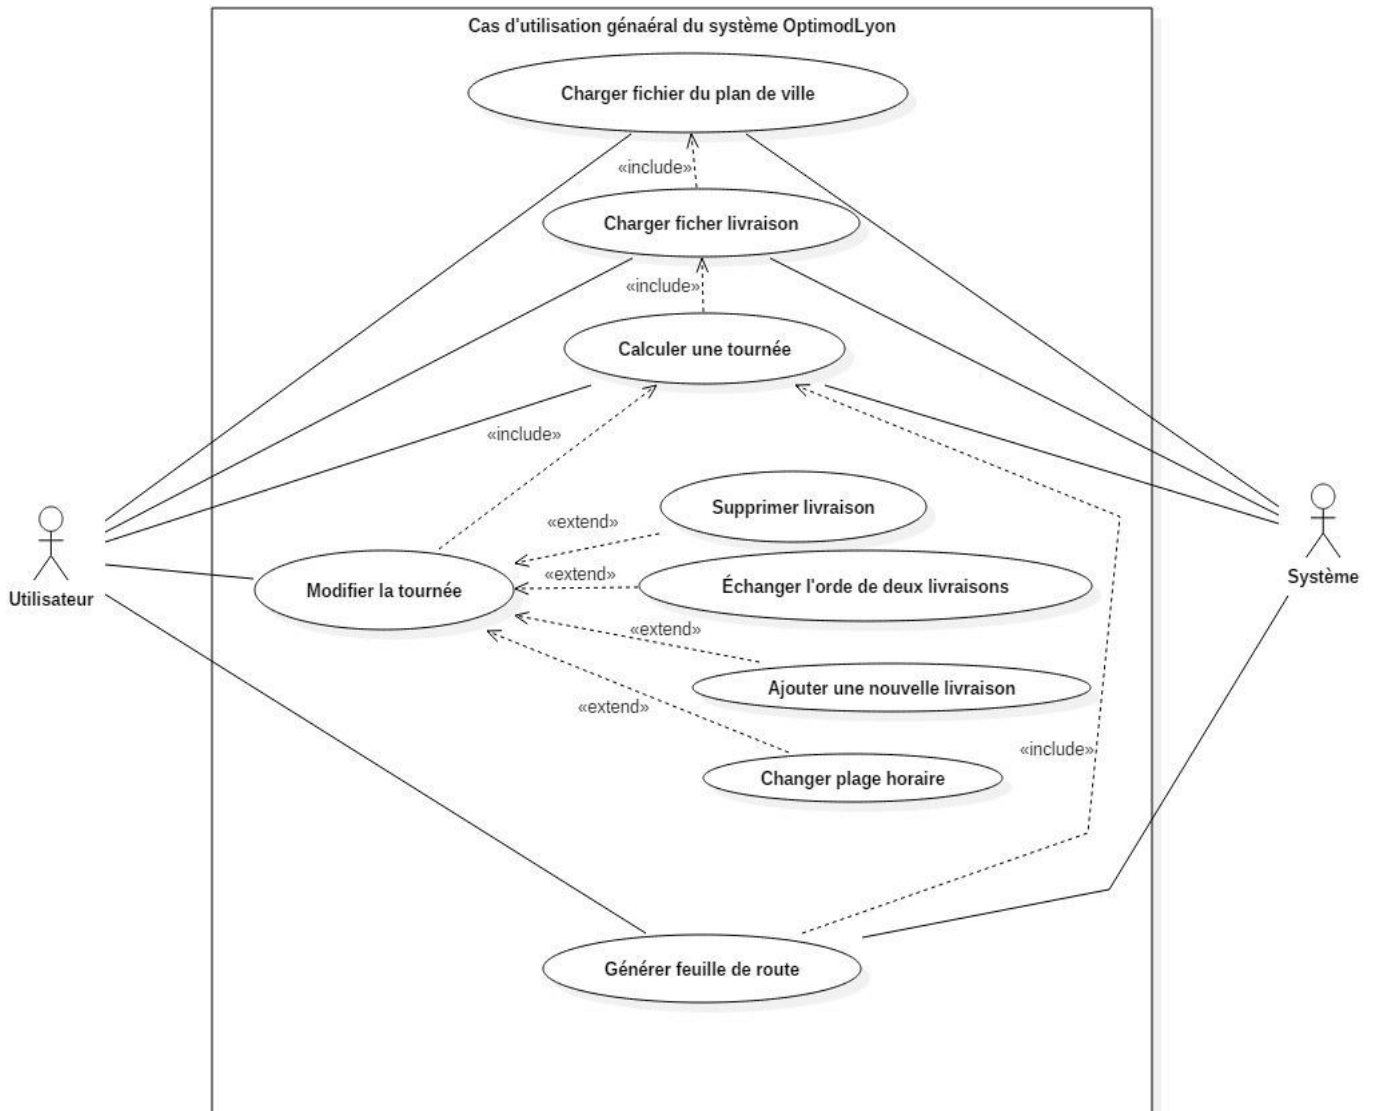 Cas d'utilisation génaéral du système OptimodLyon
Charger fichier du plan de ville
«include»
Charger ficher livraison
«include»
Calculer une tournée
«include»
Supprimer livraison
«extend»
Échanger l'orde de deux livraisons
«extend»
Modifier la tournée
Utilisateur
Système
«extend»
Ajouter une nouvelle livraison
«extend»
«include»
Changer plage horaire
Générer feuille de route